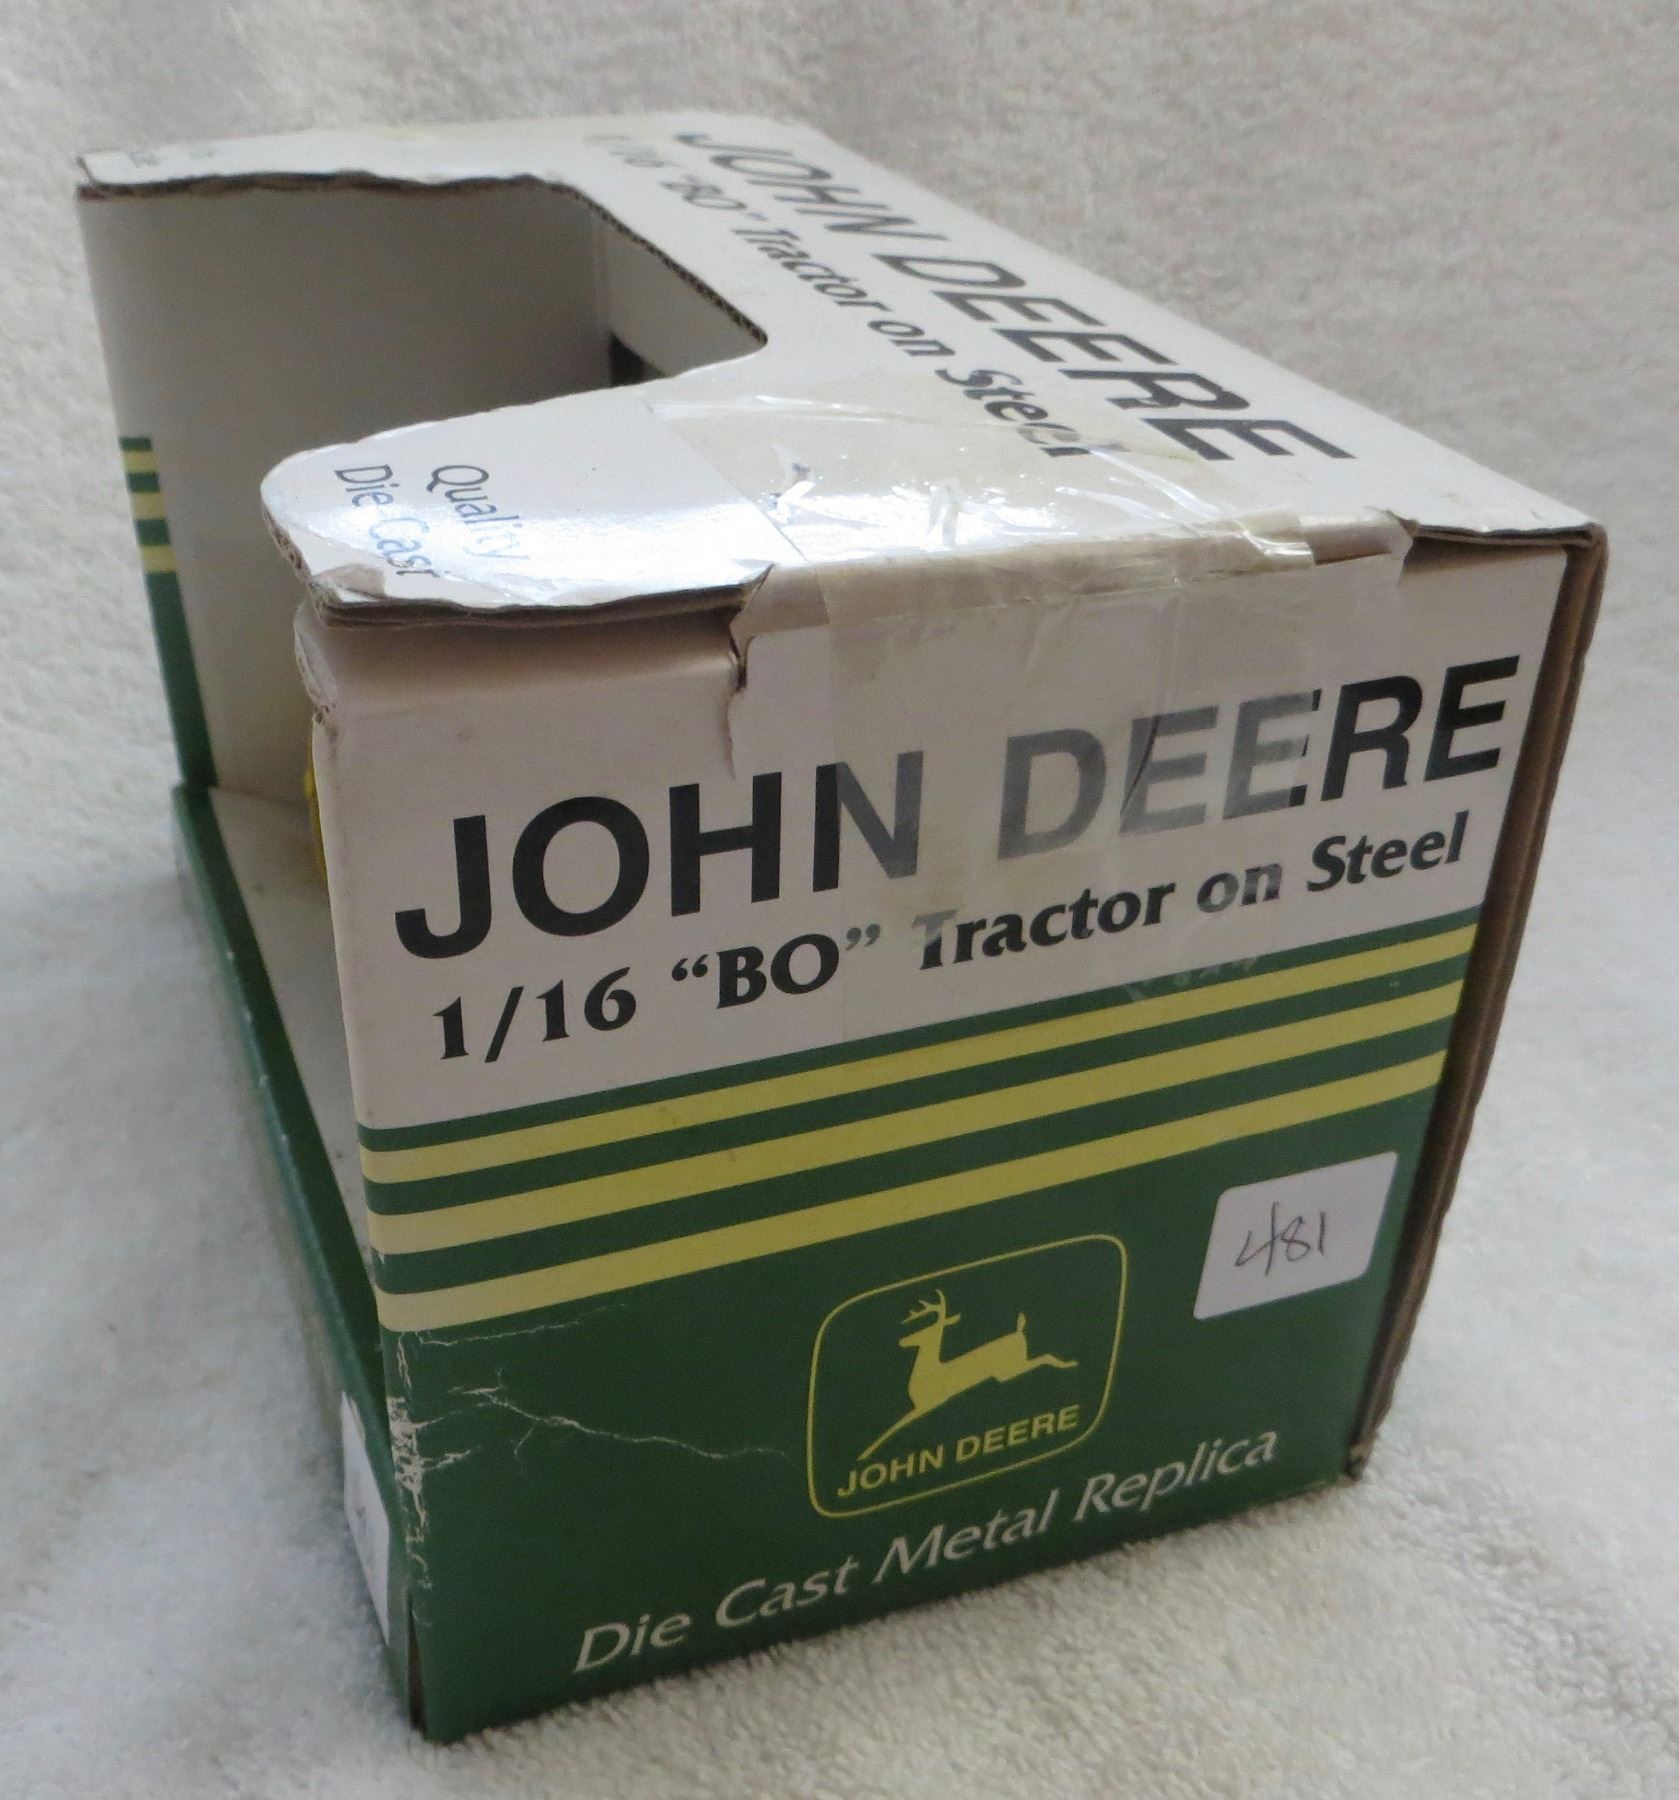 JOHN DEERE
1/16 "BO" Tractor on Steel
Quality
Die-Cast
JOHN DEERE
1/16 “BO” Tractor on Steel
481
JOHN DEERE
Die Cast Metal Replica